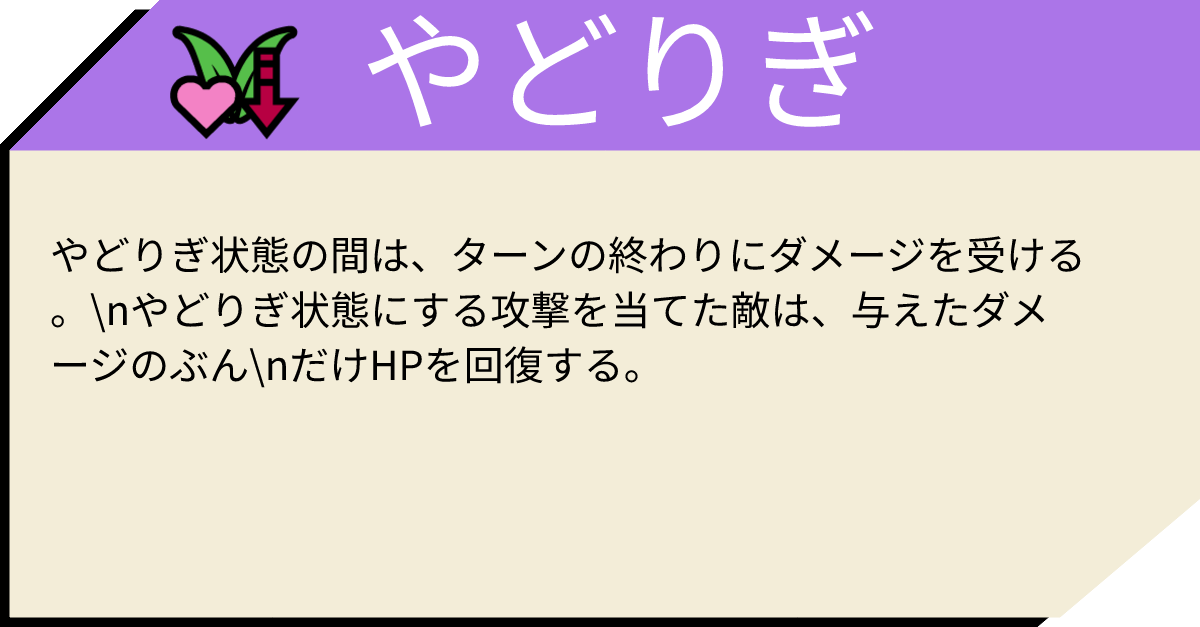 やどりぎ
やどりぎ状態の間は、ターンの終わりにダメージを受ける
。\nやどりぎ状態にする攻撃を当てた敵は、与えたダメ
ージのぶん\nだけHPを回復する。